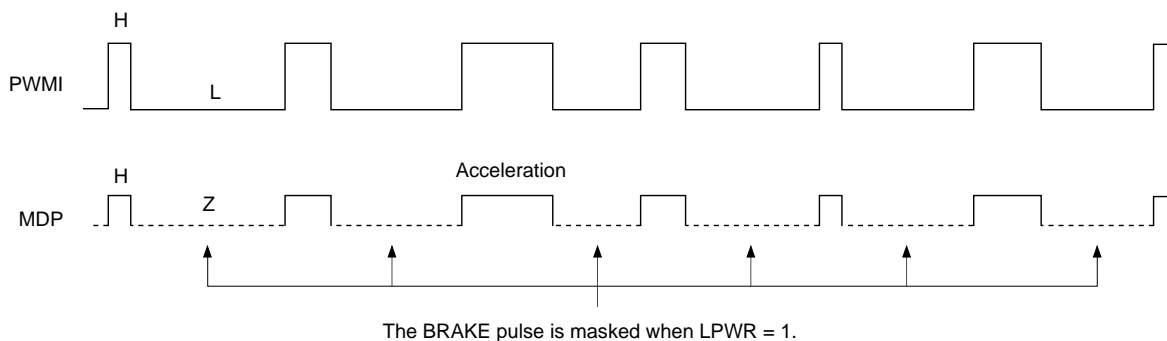 H
PWMI
L
Acceleration
H
Z
MDP
The BRAKE pulse is masked when LPWR = 1.